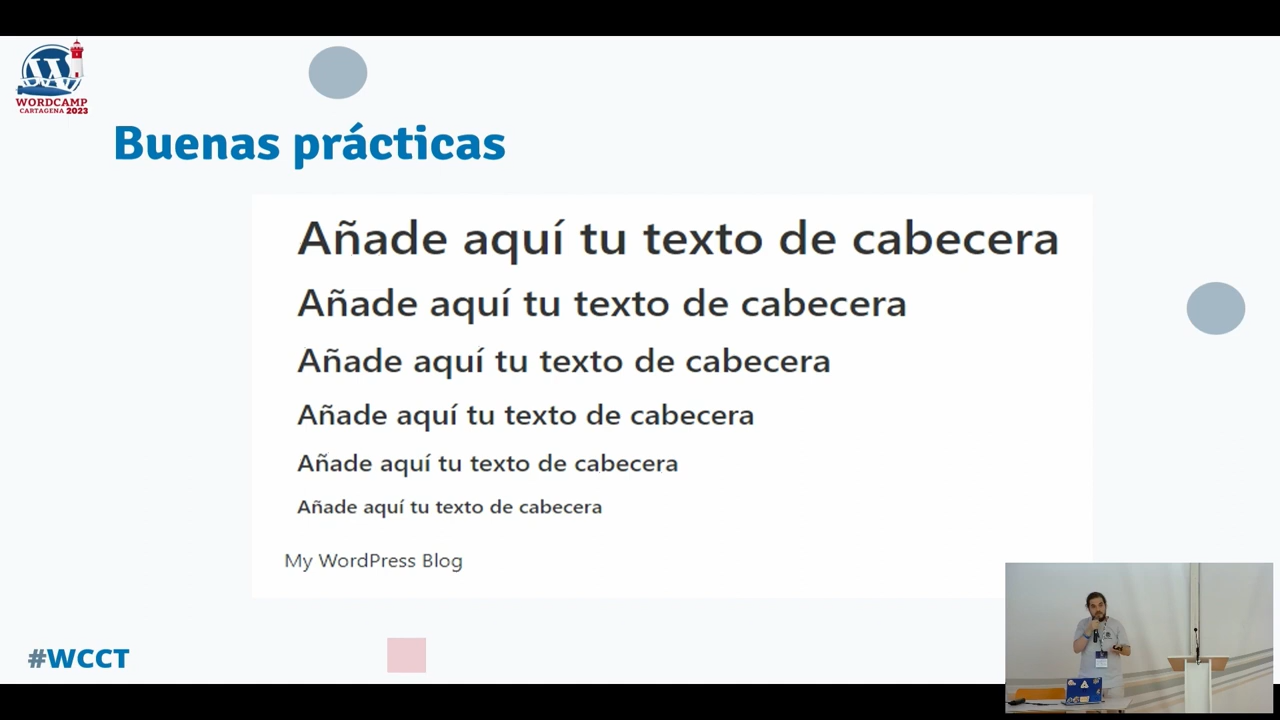 WORDCAMP
CARTAGENA 2023
Buenas prácticas
Añade aquí tu texto de cabecera
Añade aquí tu texto de cabecera
Añade aquí tu texto de cabecera
Añade aquí tu texto de cabecera
Añade aquí tu texto de cabecera
Añade aquí tu texto de cabecera
My WordPress Blog
#WCCT